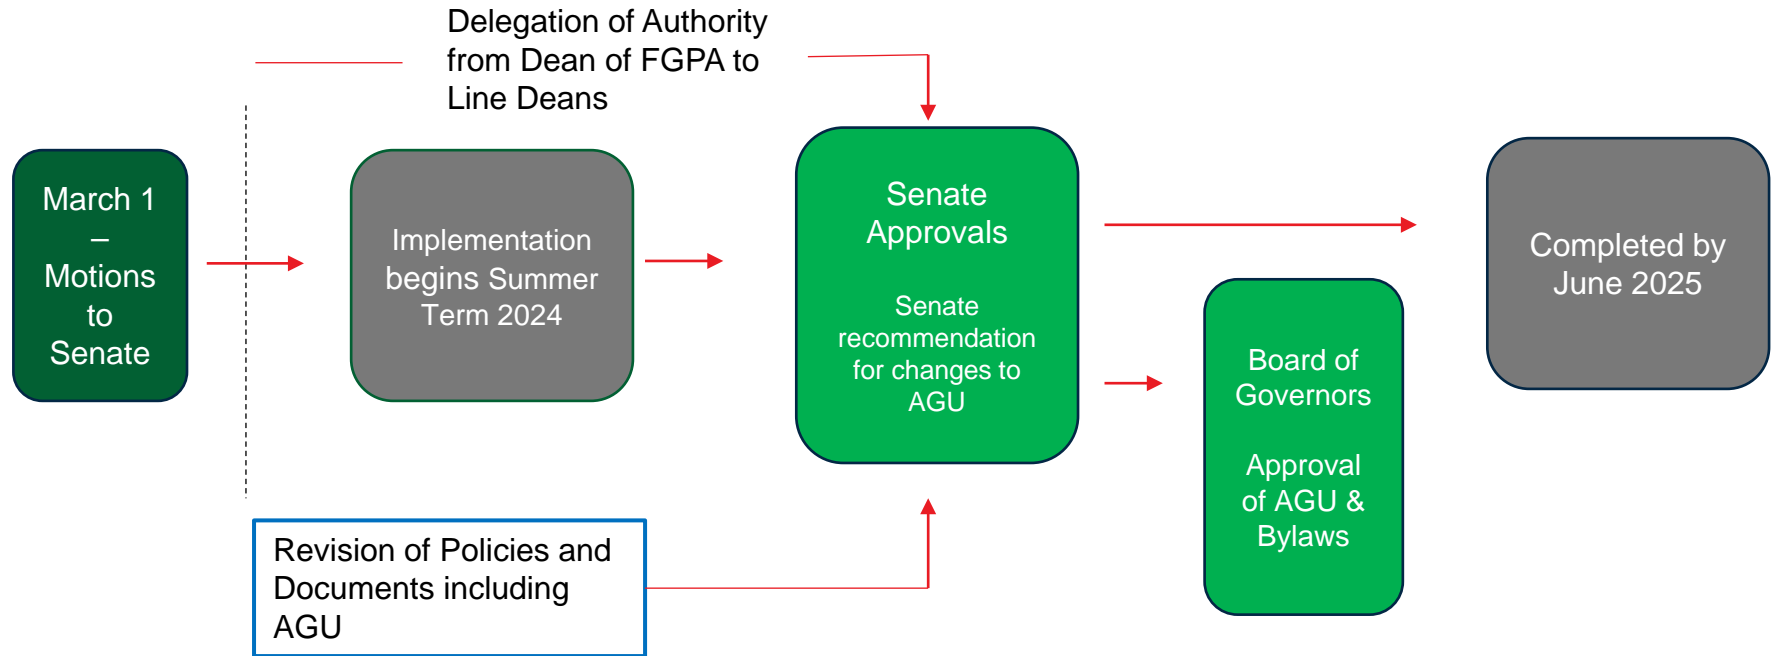 Delegation of Authority
from Dean of FGPA to
Line Deans
March 1
–
Motions
to
Senate
Implementation
begins Summer
Term 2024
Senate
Approvals
Senate
recommendation
for changes to
AGU
Board of
Governors
Approval
of AGU &
Bylaws
Completed by
June 2025
Revision of Policies and
Documents including
AGU